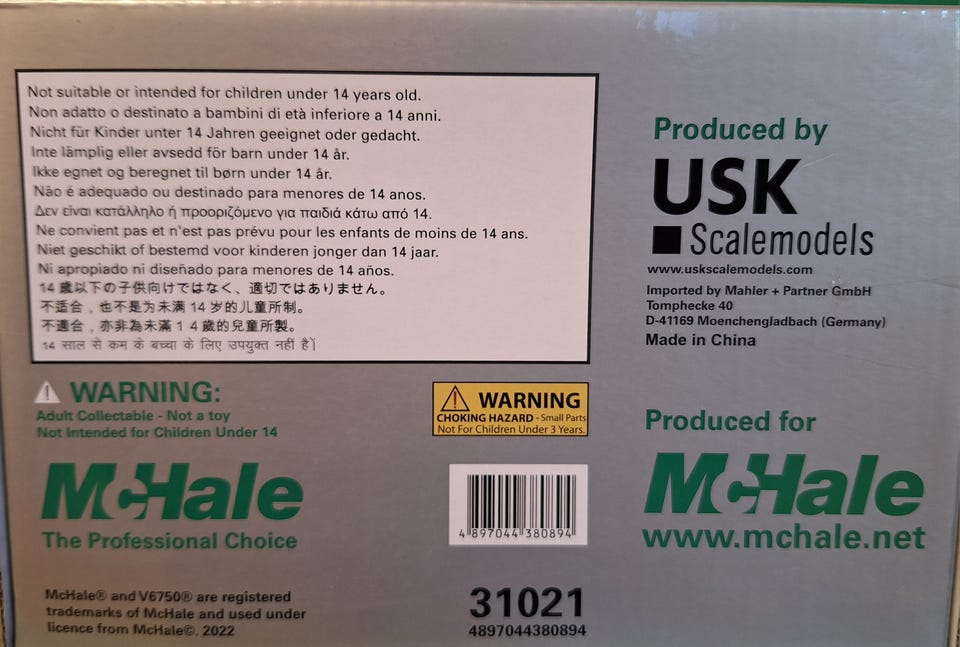 Not suitable or intended for children under 14 years old.
Non adatto o destinato a bambini di età inferiore a 14 anni.
Nicht für Kinder unter 14 Jahren geeignet oder gedacht.
Inte lämplig eller avsedd för barn under 14 år.
Ikke egnet og beregnet til børn under 14 år.
Não é adequado ou destinado para menores de 14 anos.
Δεν είναι κατάλληλο ή προοριζόμενο για παιδιά κάτω από 14.
Ne convient pas et n'est pas prévu pour les enfants de moins de 14 ans.
Niet geschikt of bestemd voor kinderen jonger dan 14 jaar.
Ni apropiado ni diseñado para menores de 14 años.
14 歳以下の子供向けではなく、適切ではありません。
不适合，也不是为未满 14 岁的儿童所制。
不適合，亦非為未滿 1 4 歲的兒童所製。
14 साल से कम के बच्चा के लिए उपयुक्त नहीं है|
WARNING:
Adult Collectable - Not a toy
Not Intended for Children Under 14
WARNING
CHOKING HAZARD - Small Parts
Not For Children Under 3 Years.
McHale
The Professional Choice
4 897044 380894
McHale® and V6750® are registered
trademarks of McHale and used under
licence from McHale©. 2022
31021
4897044380894
Produced by
USK
Scalemodels
www.uskscalemodels.com
Imported by Mahler + Partner GmbH
Tomphecke 40
D-41169 Moenchengladbach (Germany)
Made in China
Produced for
McHale
www.mchale.net